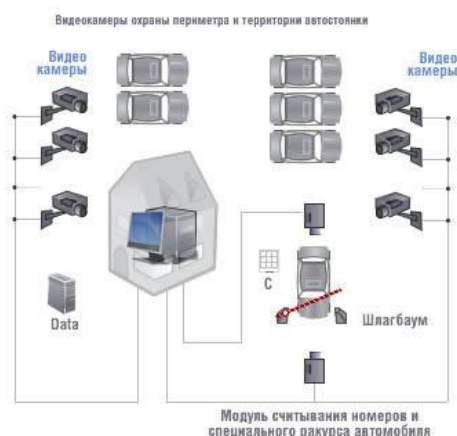 Видеокамеры охраны периметра и территории автостоянки
Видео
камеры
Видео
камеры
С
Data
Шлагбаум
Модуль считывания номеров и
специального ракурса автомобиля